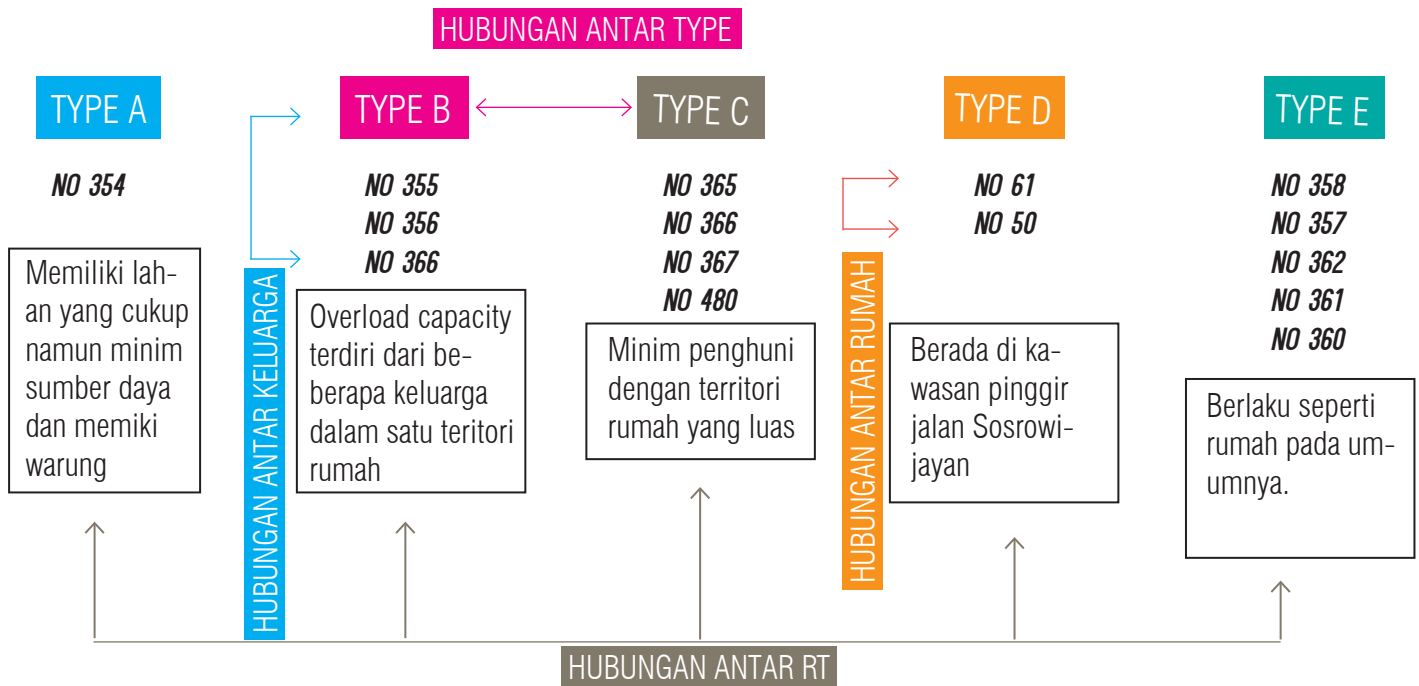 HUBUNGAN ANTAR TYPE
TYPE A
NO 354
Memiliki lah-
an yang cukup
namun minim
sumber daya
dan memiki
warung
HUBUNGAN ANTAR KELUARGA
TYPE B
NO 355
NO 356
NO 366
Overload capacity
terdiri dari be-
berapa keluarga
dalam satu teritori
rumah
TYPE C
NO 365
NO 366
NO 367
NO 480
Minim penghuni
dengan territori
rumah yang luas
HUBUNGAN ANTAR RUMAH
TYPE D
NO 61
NO 50
Berada di ka-
wasan pinggir
jalan Sosrowi-
jayan
TYPE E
NO 358
NO 357
NO 362
NO 361
NO 360
Berlaku seperti
rumah pada um-
umnya.
HUBUNGAN ANTAR RT